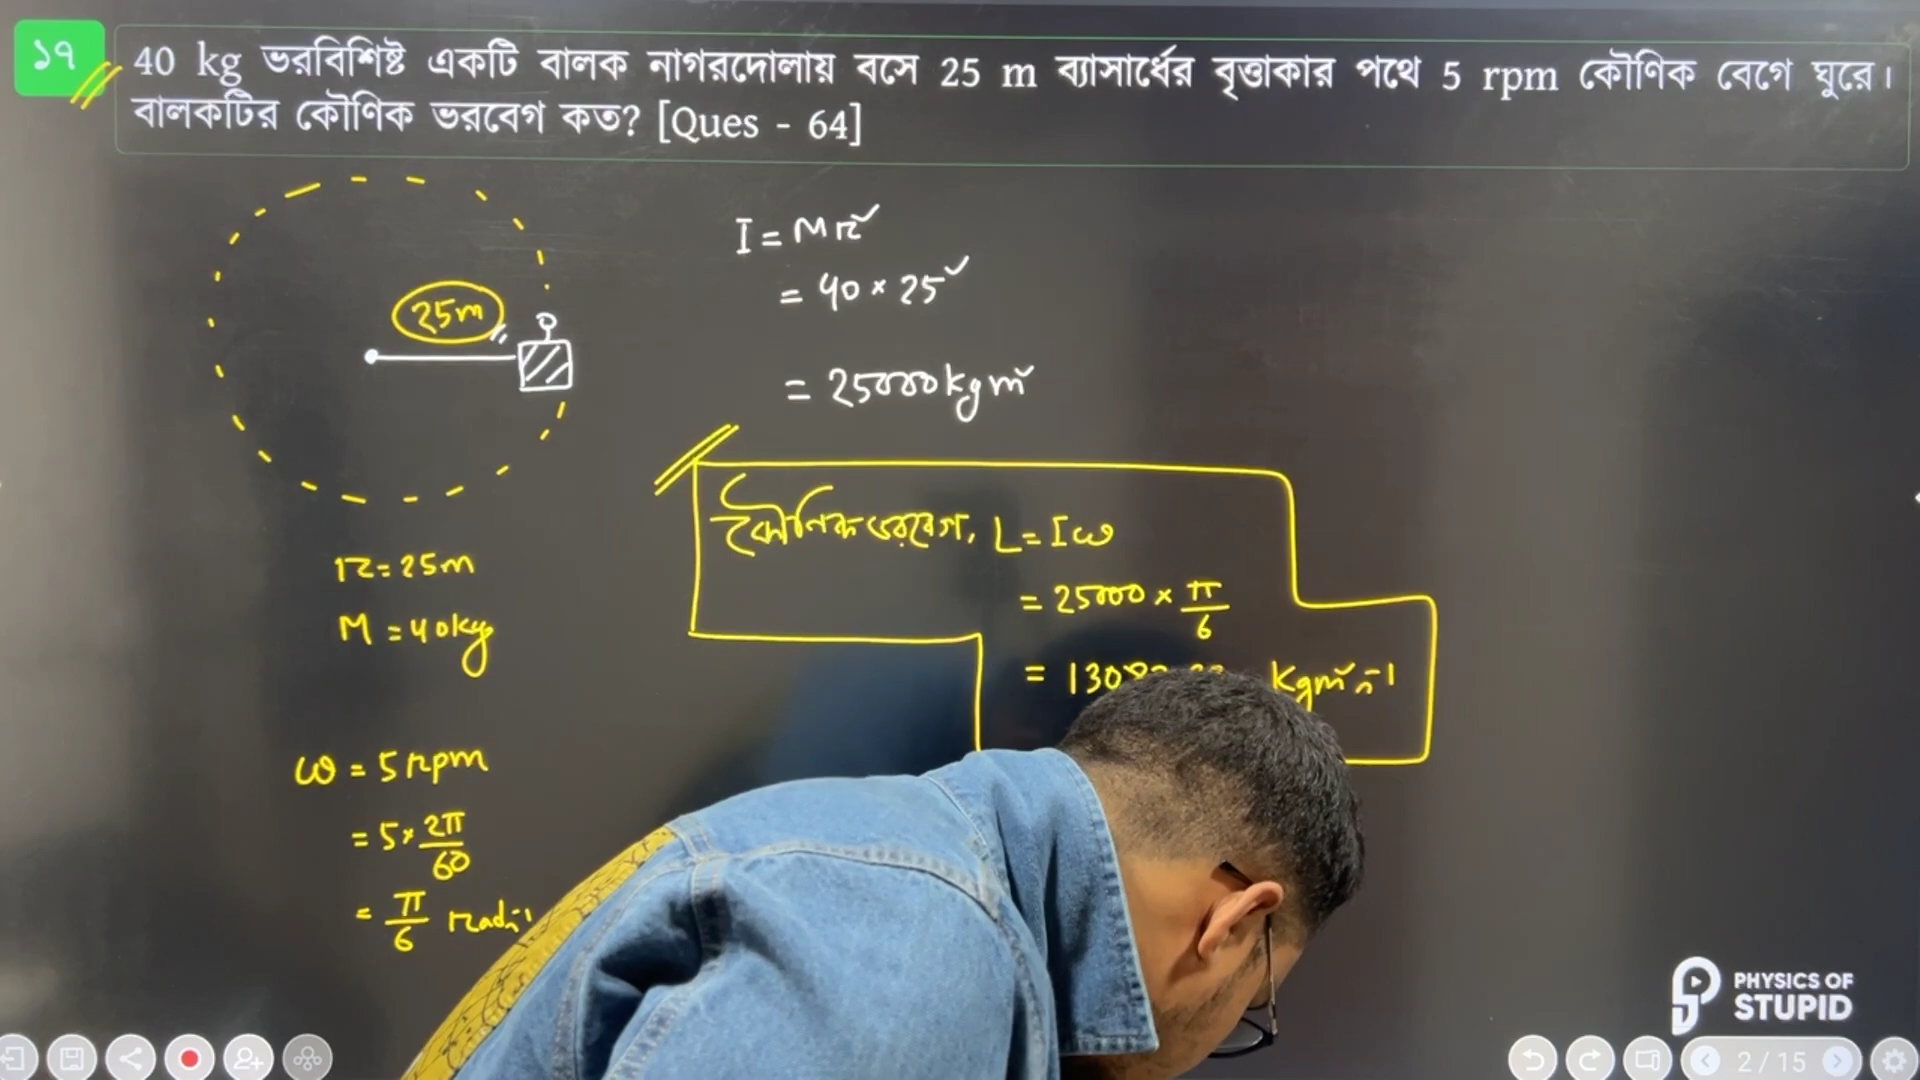 ১৭
40 kg ভরবিশিষ্ট একটি বালক নাগরদোলায় বসে 25 m ব্যাসার্ধের বৃত্তাকার পথে 5 rpm কৌণিক বেগে ঘুরে।
বালকটির কৌণিক ভরবেগ কত? [Ques - 64]
25m
r = 25m
M = 40kg
ω = 5 rpm
= 5 × 2π/60
= π/6 rads⁻¹
I = Mr²
= 40 × 25²
= 25000 kgm²
কৌণিক ভরবেগ, L = Iω
= 25000 × π/6
= kgm²s⁻¹
PHYSICS OF
STUPID
2 / 15